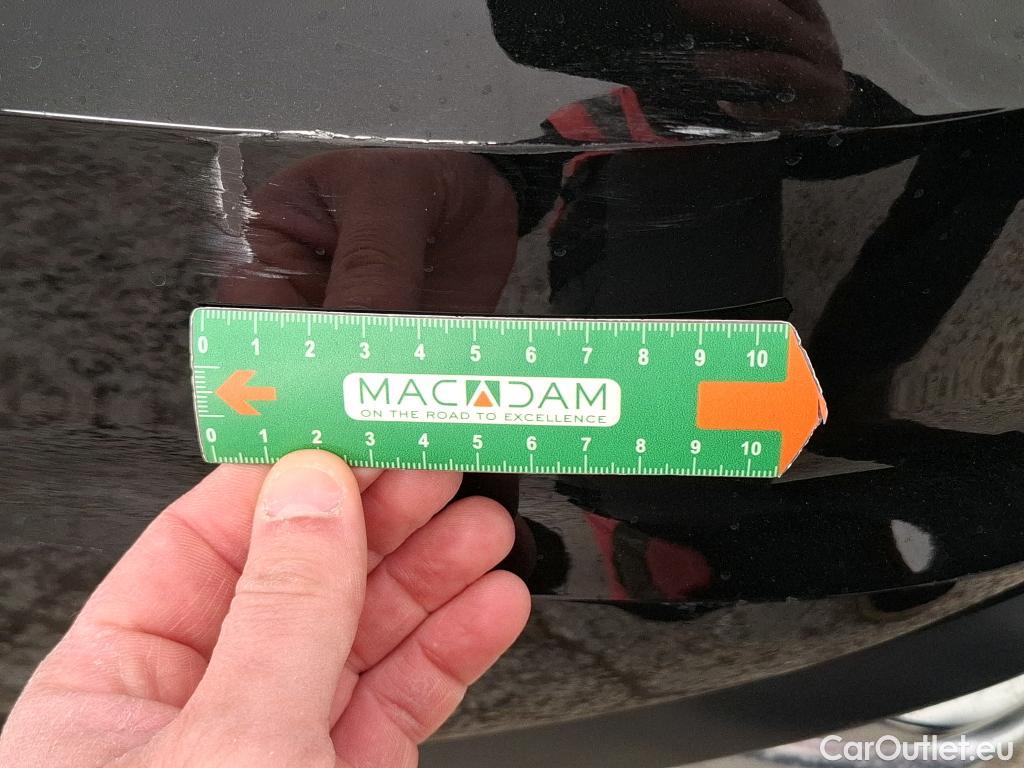 0 1 2 3 4 5 6 7 8 9 10
MACADAM
ON THE ROAD TO EXCELLENCE
0 1 2 3 4 5 6 7 8 9 10
CarOutlet.eu